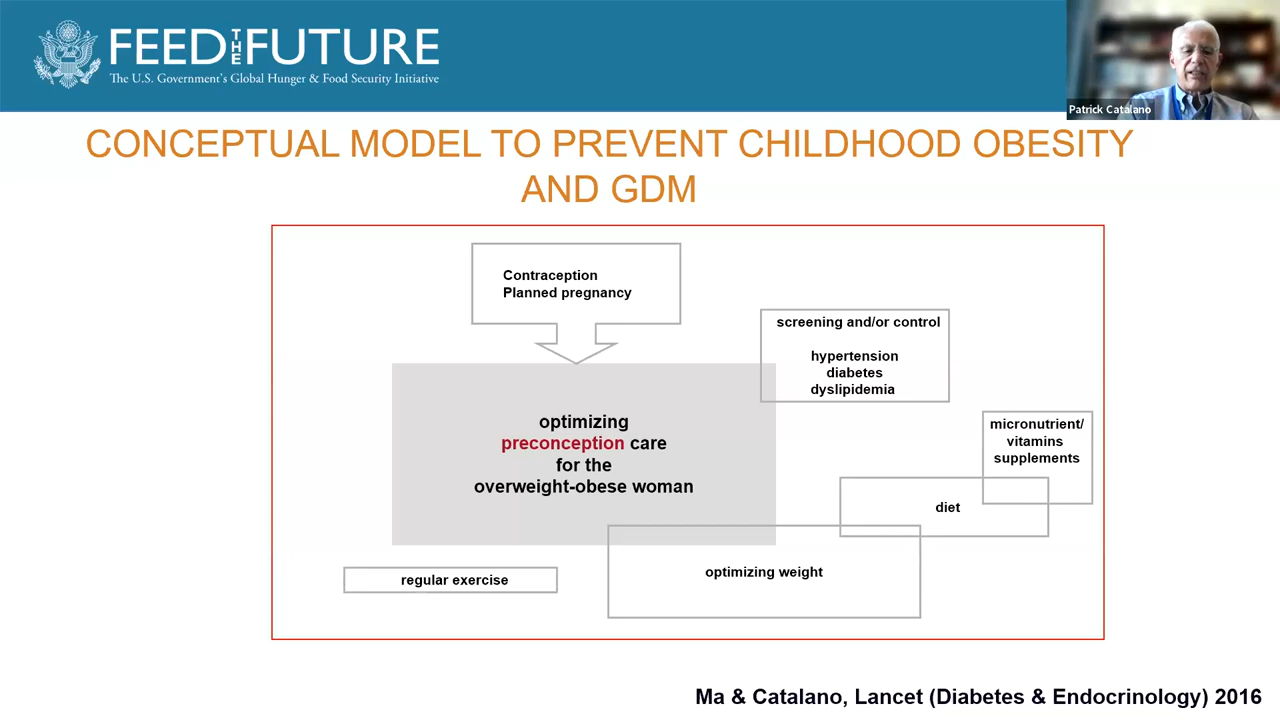 FEED THE FUTURE
The U.S. Government's Global Hunger & Food Security Initiative
Patrick Catalano
CONCEPTUAL MODEL TO PREVENT CHILDHOOD OBESITY
AND GDM
Contraception
Planned pregnancy
screening and/or control
hypertension
diabetes
dyslipidemia
micronutrient/
vitamins
supplements
optimizing
preconception care
for the
overweight-obese woman
diet
optimizing weight
regular exercise
Ma & Catalano, Lancet (Diabetes & Endocrinology) 2016